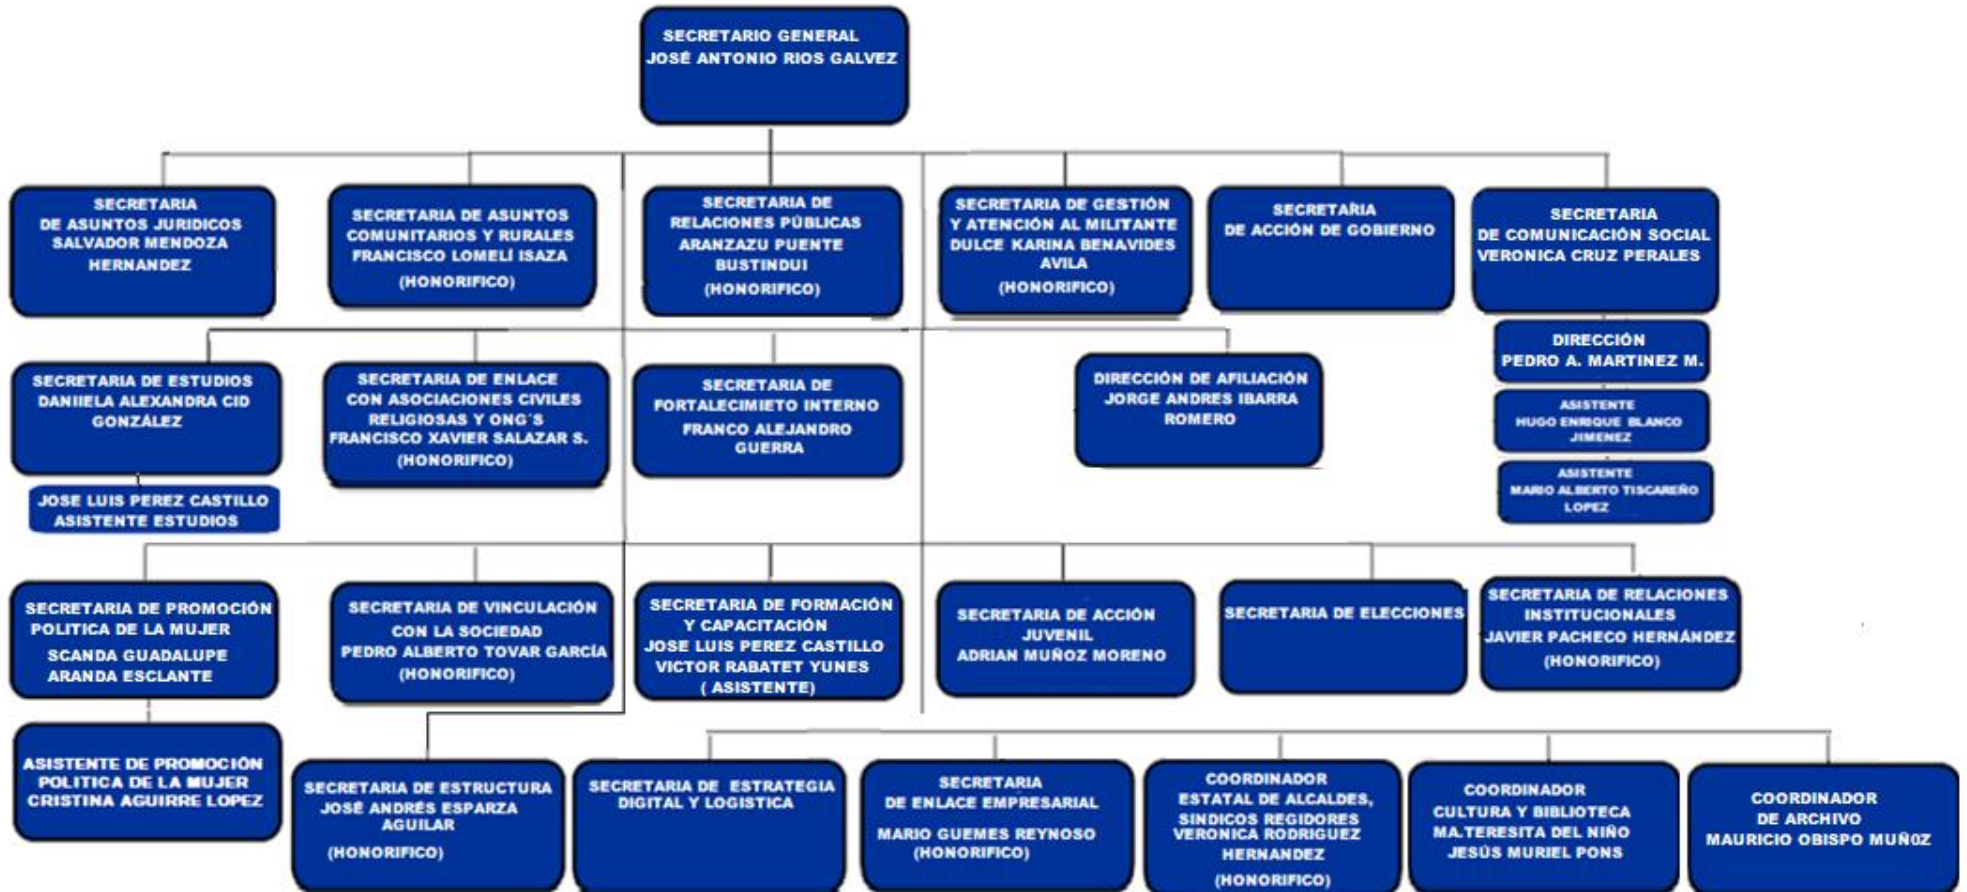 SECRETARIO GENERAL
JOSÉ ANTONIO RIOS GALVEZ
SECRETARIA
DE ASUNTOS JURIDICOS
SALVADOR MENDOZA
HERNANDEZ
SECRETARIA DE ASUNTOS
COMUNITARIOS Y RURALES
FRANCISCO LOMELÍ ISAZA
(HONORIFICO)
SECRETARIA DE
RELACIONES PÚBLICAS
ARANZAZU PUENTE
BUSTINDUI
(HONORIFICO)
SECRETARIA DE GESTIÓN
Y ATENCIÓN AL MILITANTE
DULCE KARINA BENAVIDES
AVILA
(HONORIFICO)
SECRETARIA
DE ACCIÓN DE GOBIERNO
SECRETARIA
DE COMUNICACIÓN SOCIAL
VERONICA CRUZ PERALES
DIRECCIÓN
PEDRO A. MARTINEZ M.
ASISTENTE
HUGO ENRIQUE BLANCO
JIMENEZ
ASISTENTE
MARIO ALBERTO TISCAREÑO
LOPEZ
SECRETARIA DE ESTUDIOS
DANIIELA ALEXANDRA CID
GONZÁLEZ
JOSE LUIS PEREZ CASTILLO
ASISTENTE ESTUDIOS
SECRETARIA DE ENLACE
CON ASOCIACIONES CIVILES
RELIGIOSAS Y ONG´S
FRANCISCO XAVIER SALAZAR S.
(HONORIFICO)
SECRETARIA DE
FORTALECIMIETO INTERNO
FRANCO ALEJANDRO
GUERRA
DIRECCIÓN DE AFILIACIÓN
JORGE ANDRES IBARRA
ROMERO
SECRETARIA DE PROMOCIÓN
POLITICA DE LA MUJER
SCANDA GUADALUPE
ARANDA ESCLANTE
ASISTENTE DE PROMOCIÓN
POLITICA DE LA MUJER
CRISTINA AGUIRRE LOPEZ
SECRETARIA DE VINCULACIÓN
CON LA SOCIEDAD
PEDRO ALBERTO TOVAR GARCÍA
(HONORIFICO)
SECRETARIA DE FORMACIÓN
Y CAPACITACIÓN
JOSE LUIS PEREZ CASTILLO
VICTOR RABATET YUNES
( ASISTENTE)
SECRETARIA DE ACCIÓN
JUVENIL
ADRIAN MUÑOZ MORENO
SECRETARIA DE ELECCIONES
SECRETARIA DE RELACIONES
INSTITUCIONALES
JAVIER PACHECO HERNÁNDEZ
(HONORIFICO)
SECRETARIA DE ESTRUCTURA
JOSÉ ANDRÉS ESPARZA
AGUILAR
(HONORIFICO)
SECRETARIA DE ESTRATEGIA
DIGITAL Y LOGISTICA
SECRETARIA
DE ENLACE EMPRESARIAL
MARIO GUEMES REYNOSO
(HONORIFICO)
COORDINADOR
ESTATAL DE ALCALDES,
SINDICOS REGIDORES
VERONICA RODRIGUEZ
HERNANDEZ
(HONORIFICO)
COORDINADOR
CULTURA Y BIBLIOTECA
MA.TERESITA DEL NIÑO
JESÚS MURIEL PONS
COORDINADOR
DE ARCHIVO
MAURICIO OBISPO MUÑ0Z